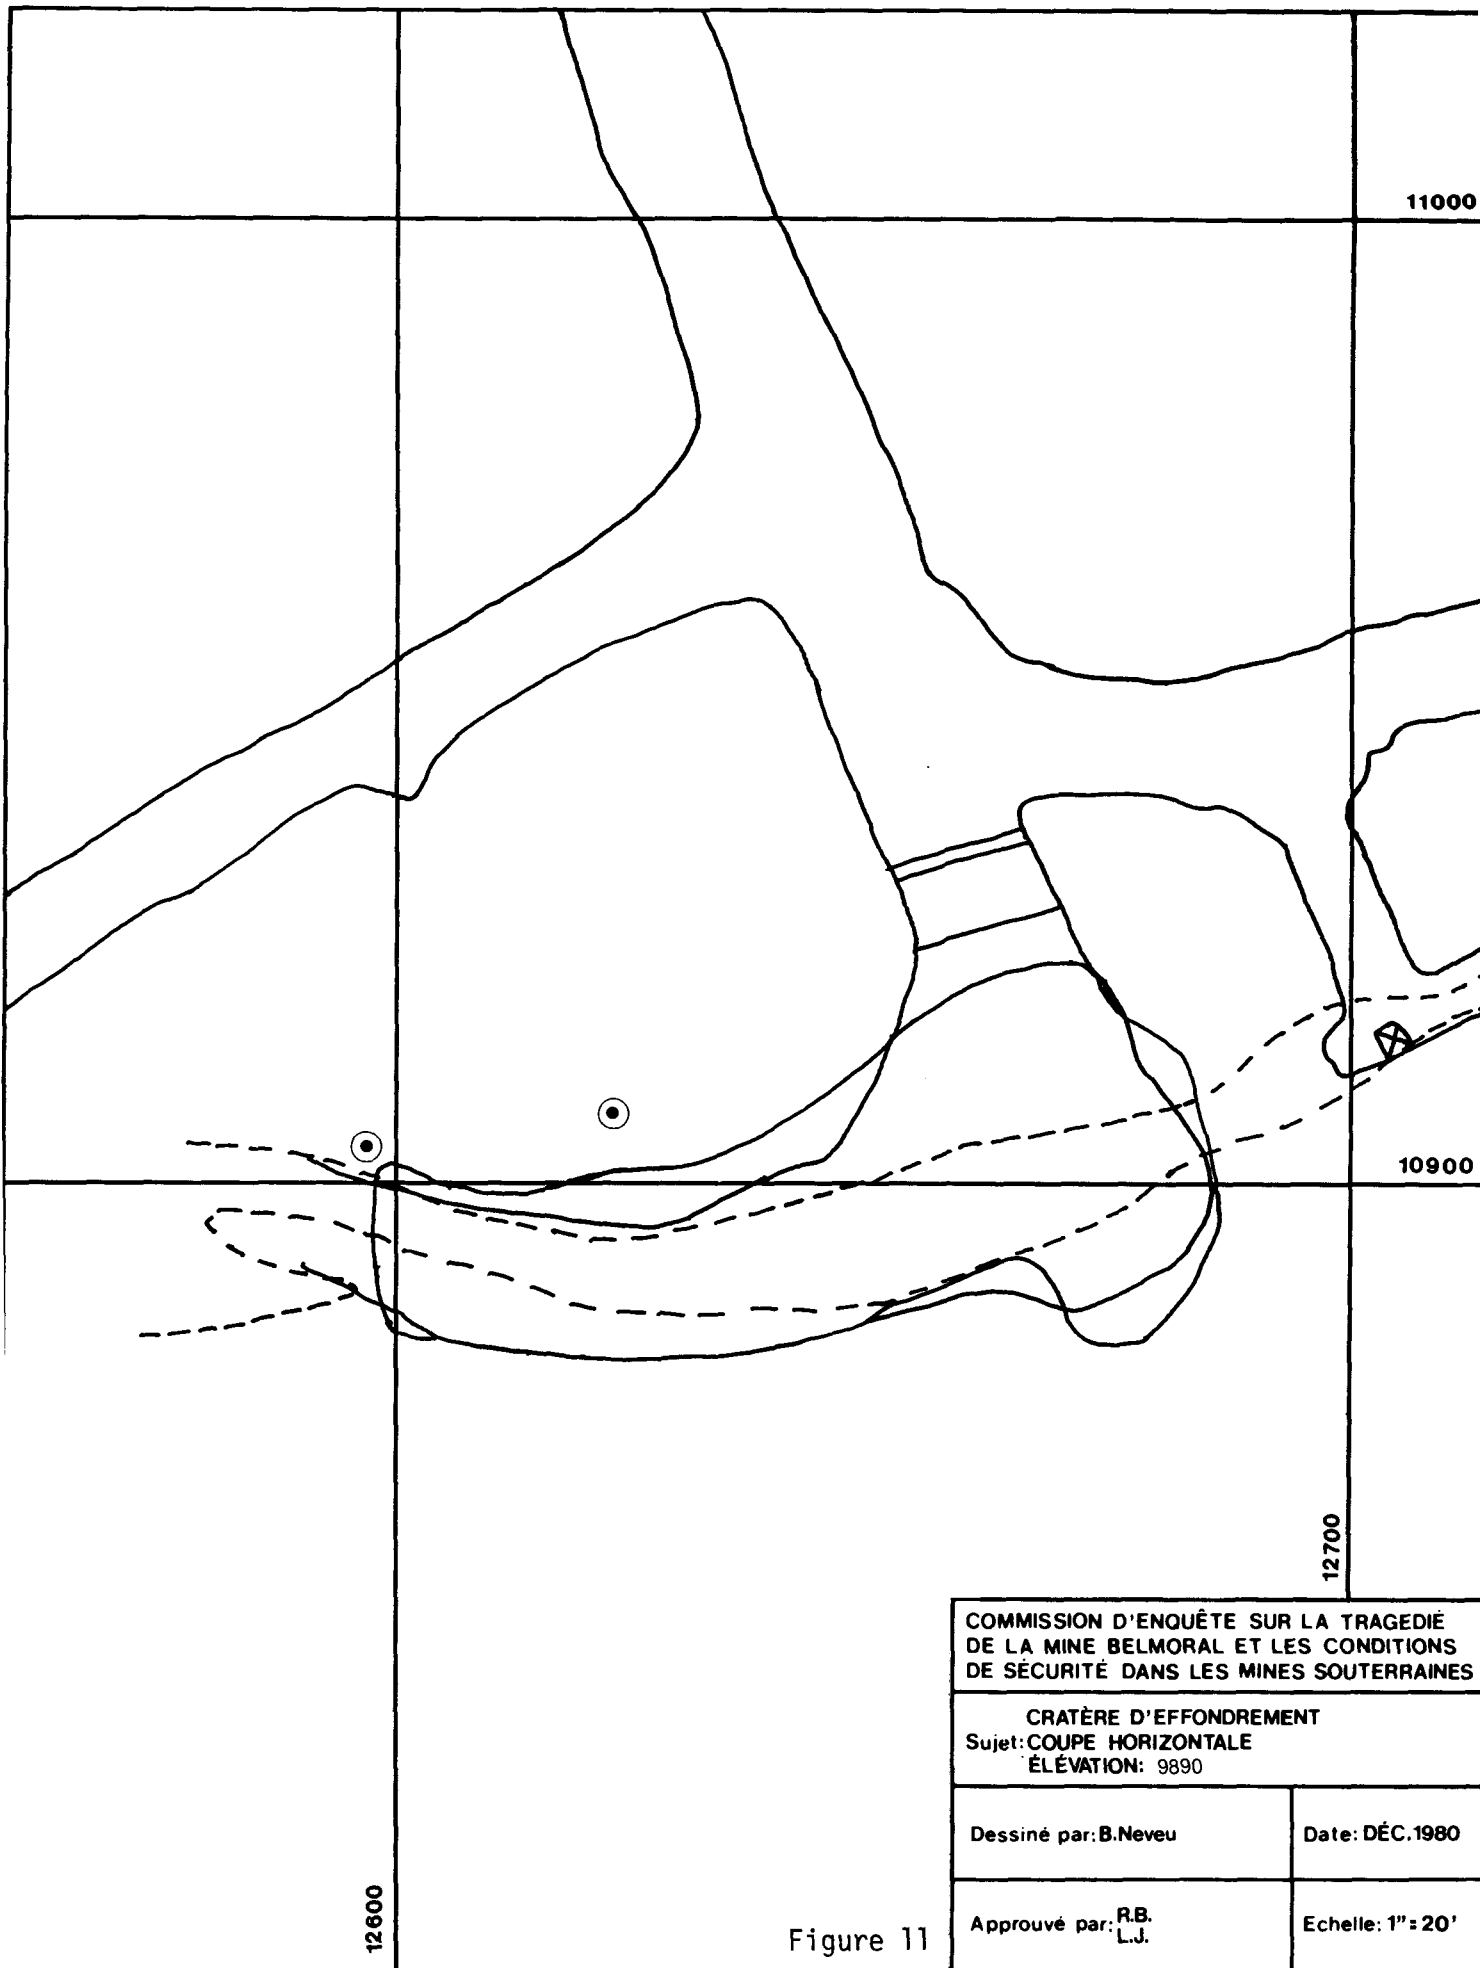 11000
10900
12700
12600
COMMISSION D'ENQUÊTE SUR LA TRAGEDIE
DE LA MINE BELMORAL ET LES CONDITIONS
DE SÉCURITÉ DANS LES MINES SOUTERRAINES
CRATÈRE D'EFFONDREMENT
Sujet: COUPE HORIZONTALE
ÉLÉVATION: 9890
Dessiné par: B.Neveu
Date: DÉC.1980
Approuvé par: R.B.
L.J.
Echelle: 1"= 20'
Figure 11